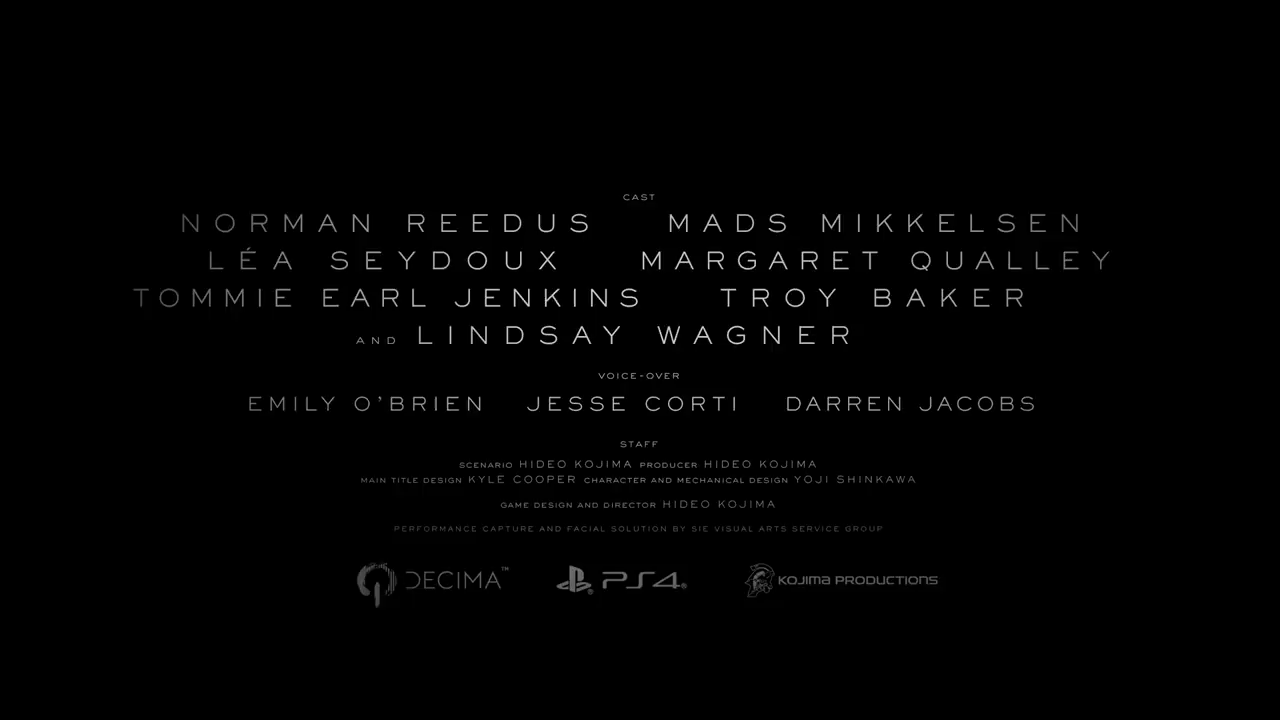 CAST
NORMAN REEDUS MADS MIKKELSEN
LÉA SEYDOUX MARGARET QUALLEY
TOMMIE EARL JENKINS TROY BAKER
AND LINDSAY WAGNER
VOICE-OVER
EMILY O’BRIEN JESSE CORTI DARREN JACOBS
STAFF
SCENARIO HIDEO KOJIMA PRODUCER HIDEO KOJIMA
MAIN TITLE DESIGN KYLE COOPER CHARACTER AND MECHANICAL DESIGN YOJI SHINKAWA
GAME DESIGN AND DIRECTOR HIDEO KOJIMA
PERFORMANCE CAPTURE AND FACIAL SOLUTION BY SIE VISUAL ARTS SERVICE GROUP
DECIMA™ PS4® KOJIMA PRODUCTIONS